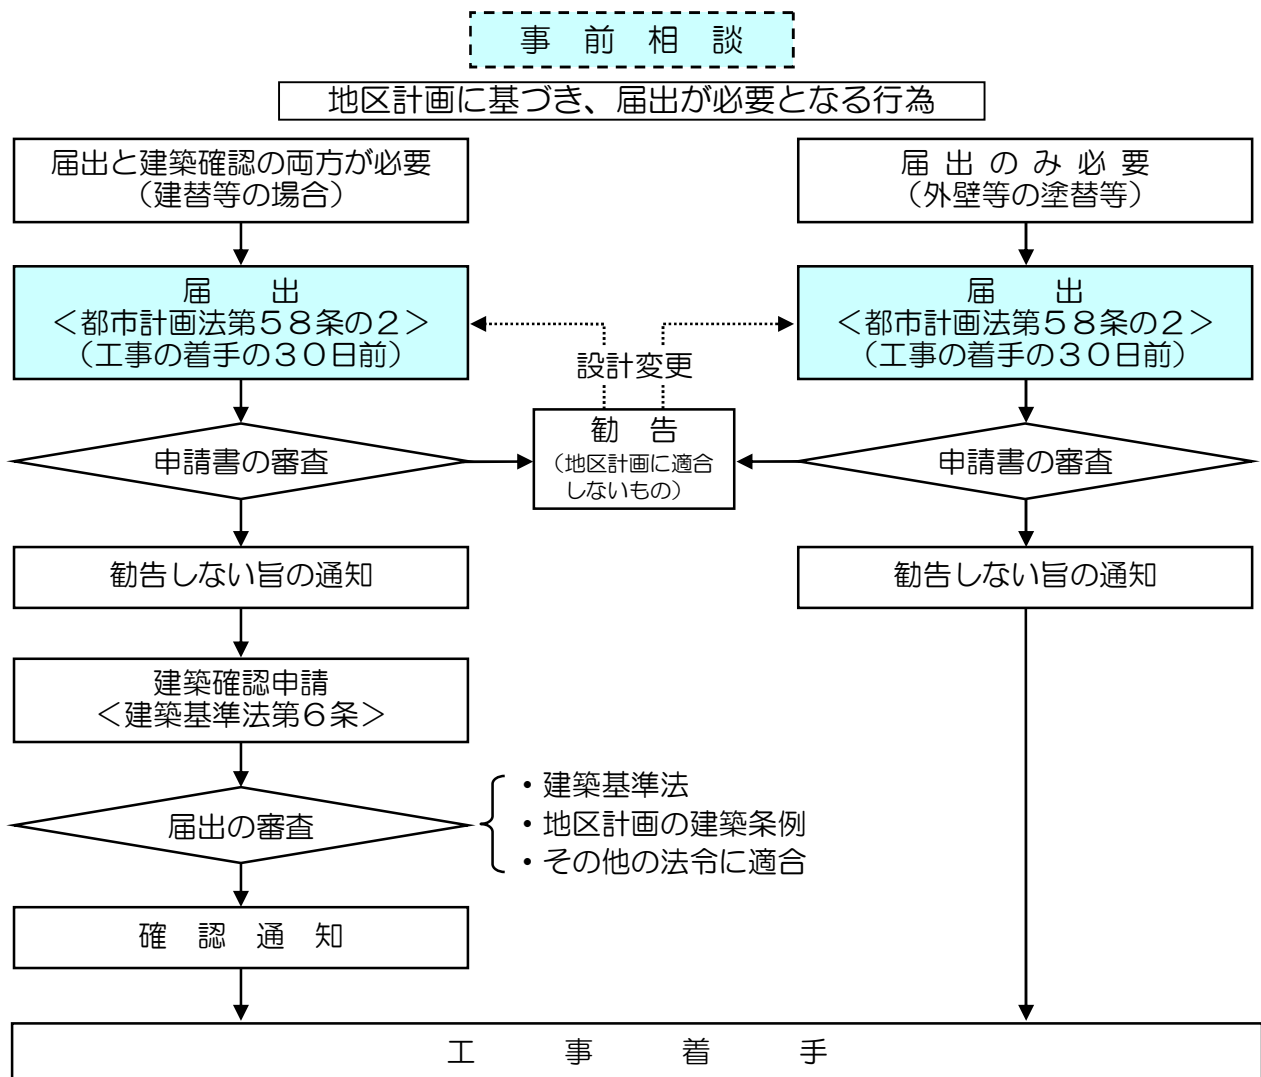 事前相談
地区計画に基づき、届出が必要となる行為
届出と建築確認の両方が必要
（建替等の場合）
届出のみ必要
（外壁等の塗替等）
届出
＜都市計画法第５８条の２＞
（工事の着手の３０日前）
届出
＜都市計画法第５８条の２＞
（工事の着手の３０日前）
設計変更
勧告
（地区計画に適合
しないもの）
申請書の審査
申請書の審査
勧告しない旨の通知
勧告しない旨の通知
建築確認申請
＜建築基準法第６条＞
届出の審査
・建築基準法
・地区計画の建築条例
・その他の法令に適合
確認通知
工事着手